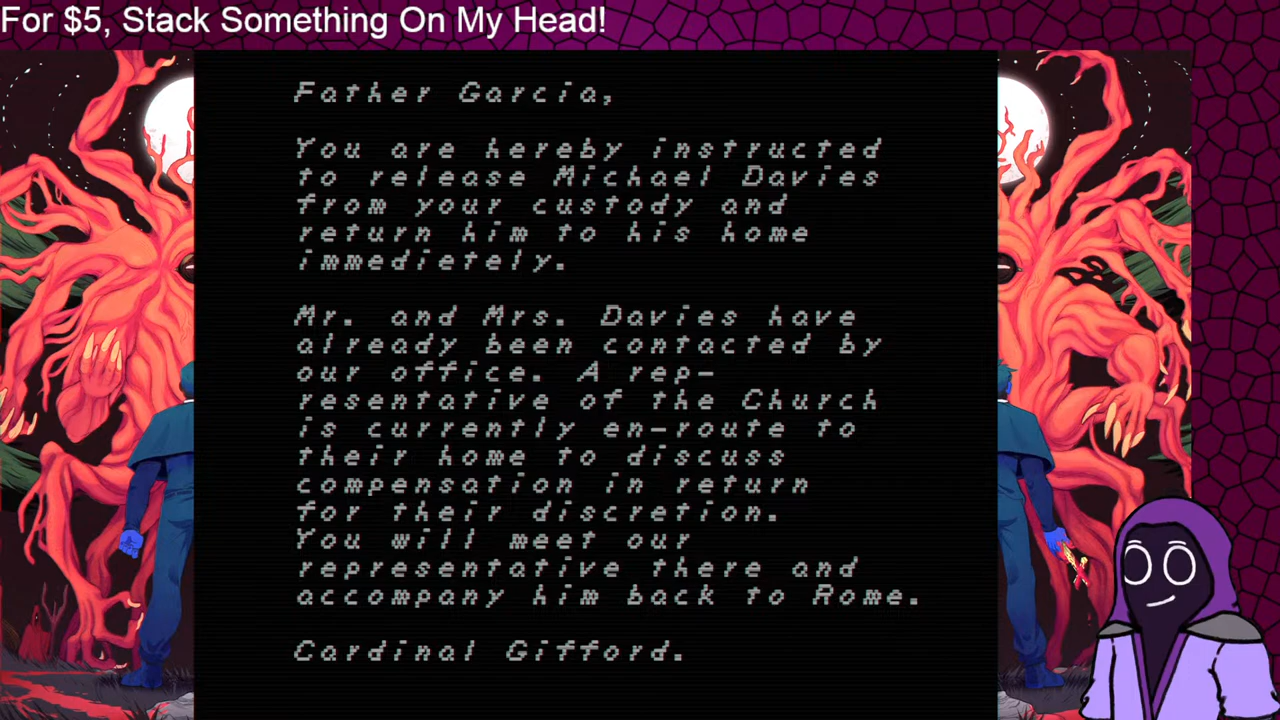 For $5, Stack Something On My Head!
Father Garcia,
You are hereby instructed
to release Michael Davies
from your custody and
return him to his home
immedietely.
Mr. and Mrs. Davies have
already been contacted by
our office. A rep-
resentative of the Church
is currently en-route to
their home to discuss
compensation in return
for their discretion.
You will meet our
representative there and
accompany him back to Rome.
Cardinal Gifford.